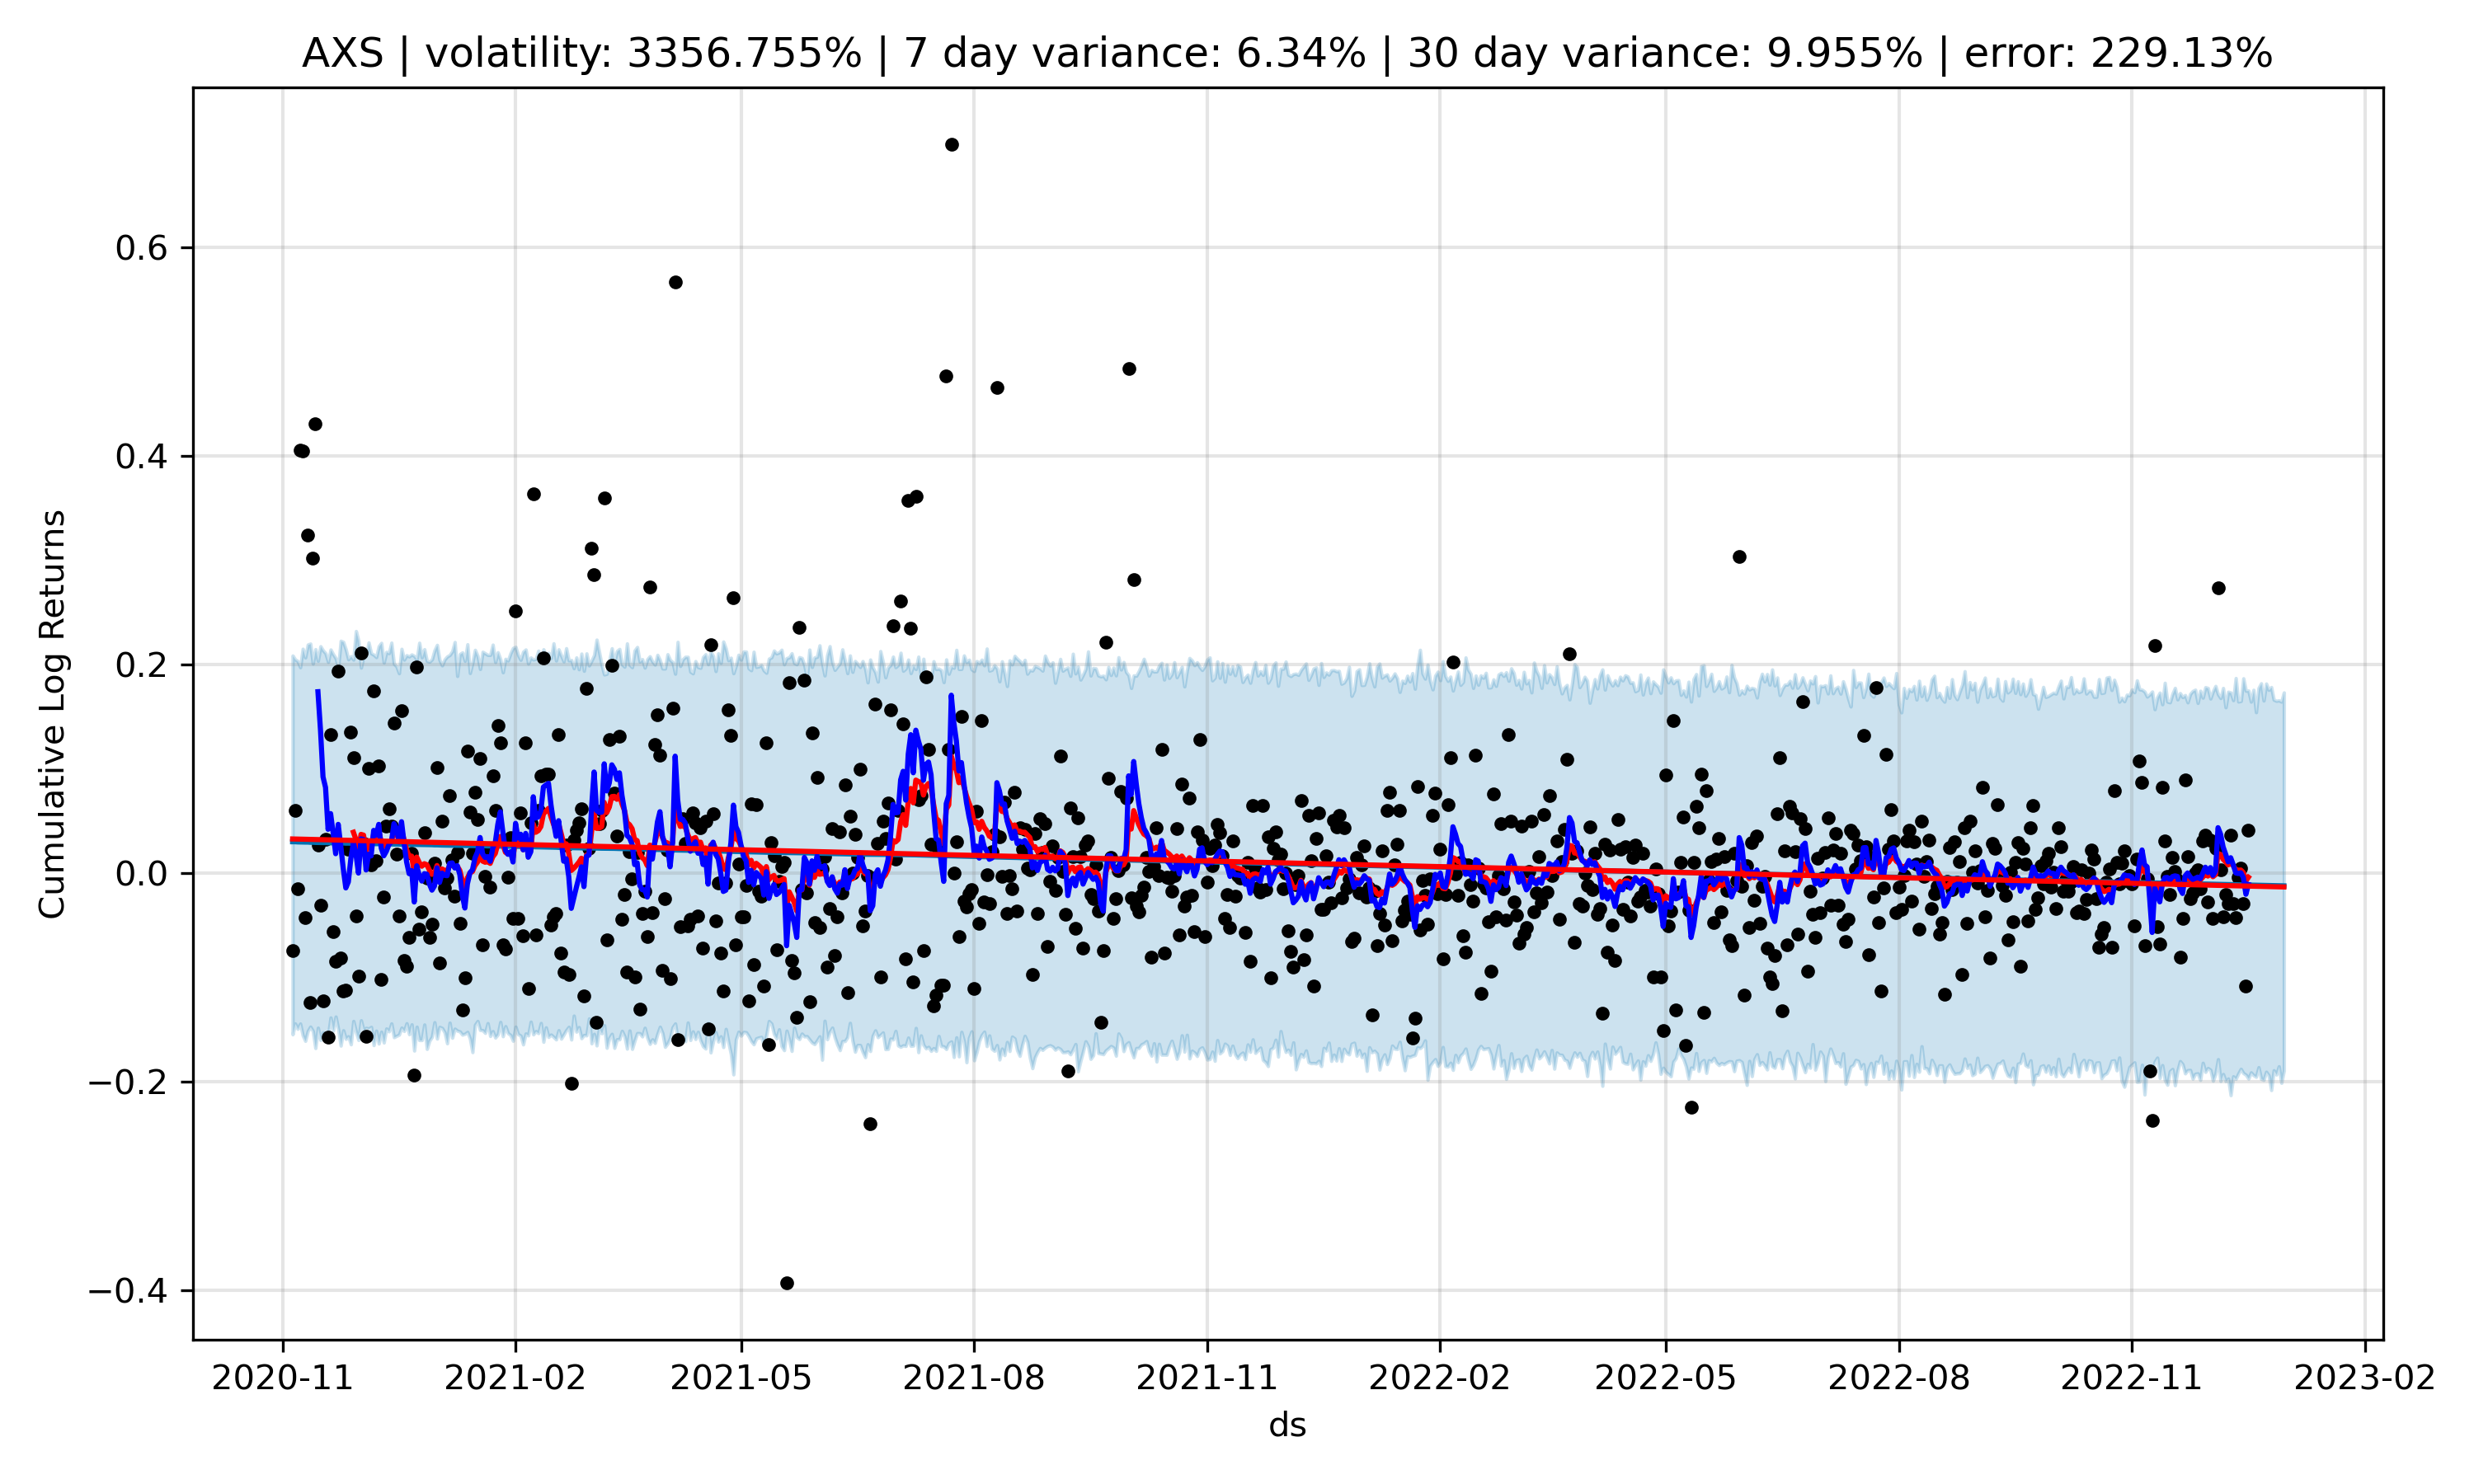 AXS | volatility: 3356.755% | 7 day variance: 6.34% | 30 day variance: 9.955% | error: 229.13%
Cumulative Log Returns
0.6
0.4
0.2
0.0
−0.2
−0.4
2020-11 2021-02 2021-05 2021-08 2021-11 2022-02 2022-05 2022-08 2022-11 2023-02
ds